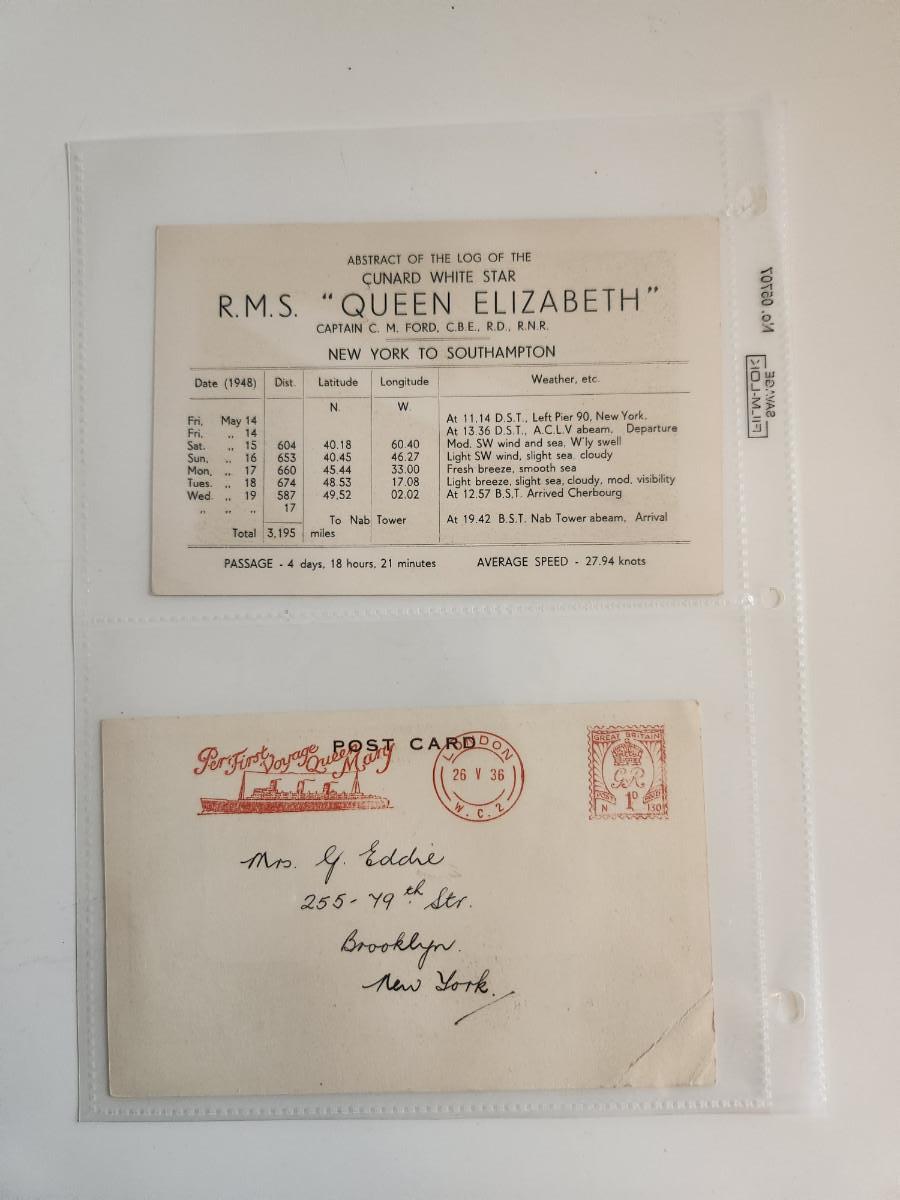 ABSTRACT OF THE LOG OF THE
CUNARD WHITE STAR
R.M.S. "QUEEN ELIZABETH"
CAPTAIN C. M. FORD, C.B.E., R.D., R.N.R.
NEW YORK TO SOUTHAMPTON
Date (1948) Dist. Latitude Longitude Weather, etc.
N. W.
Fri, May 14 At 11.14 D.S.T., Left Pier 90, New York.
Fri. ,, 14 At 13.36 D.S.T., A.C.L.V abeam, Departure
Sat. ,, 15 604 40.18 60.40 Mod. SW wind and sea, W'ly swell
Sun. ,, 16 653 40.45 46.27 Light SW wind, slight sea, cloudy
Mon. ,, 17 660 45.44 33.00 Fresh breeze, smooth sea
Tues. ,, 18 674 48.53 17.08 Light breeze, slight sea, cloudy, mod. visibility
Wed. ,, 19 587 49.52 02.02 At 12.57 B.S.T. Arrived Cherbourg
,, ,, ,, 17 To Nab Tower At 19.42 B.S.T. Nab Tower abeam, Arrival
Total 3,195 miles
PASSAGE - 4 days, 18 hours, 21 minutes AVERAGE SPEED - 27.94 knots
No. 05707
SAVAGE
FILM-LOK
POST CARD
Per First Voyage Queen Mary
LONDON
26 V 36
W.C.2
GREAT BRITAIN
GR
1D
N 130
Mrs. G. Eddie
255-79th Str.
Brooklyn.
New York.